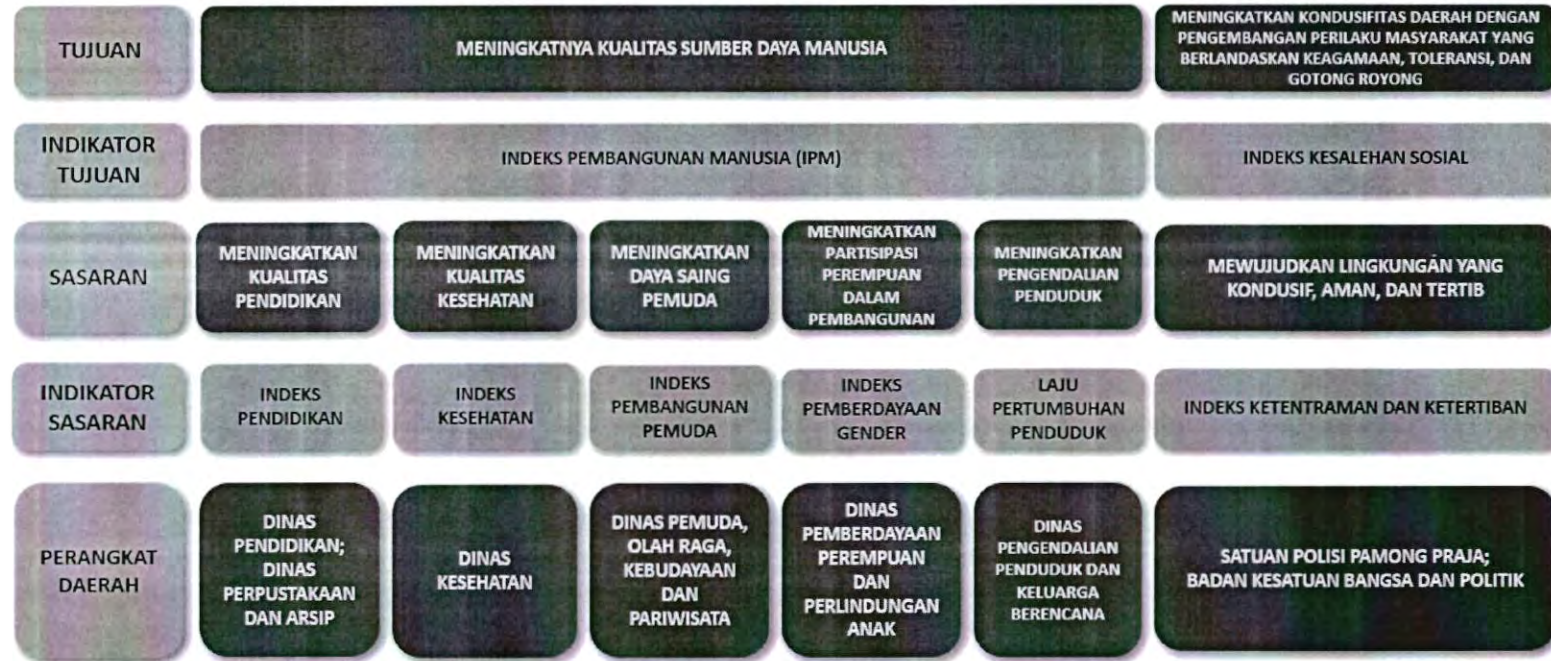 TUJUAN
MENINGKATNYA KUALITAS SUMBER DAYA MANUSIA
MENINGKATKAN KONDUSIFITAS DAERAH DENGAN
PENGEMBANGAN PERILAKU MASYARAKAT YANG
BERLANDASKAN KEAGAMAAN, TOLERANSI, DAN
GOTONG ROYONG
INDIKATOR
TUJUAN
INDEKS PEMBANGUNAN MANUSIA (IPM)
INDEKS KESALEHAN SOSIAL
SASARAN
MENINGKATKAN
KUALITAS
PENDIDIKAN
MENINGKATKAN
KUALITAS
KESEHATAN
MENINGKATKAN
DAYA SAING
PEMUDA
MENINGKATKAN
PARTISIPASI
PEREMPUAN
DALAM
PEMBANGUNAN
MENINGKATKAN
PENGENDALIAN
PENDUDUK
MEWUJUDKAN LINGKUNGAN YANG
KONDUSIF, AMAN, DAN TERTIB
INDIKATOR
SASARAN
INDEKS
PENDIDIKAN
INDEKS
KESEHATAN
INDEKS
PEMBANGUNAN
PEMUDA
INDEKS
PEMBERDAYAAN
GENDER
LAJU
PERTUMBUHAN
PENDUDUK
INDEKS KETENTRAMAN DAN KETERTIBAN
PERANGKAT
DAERAH
DINAS
PENDIDIKAN;
DINAS
PERPUSTAKAAN
DAN ARSIP
DINAS
KESEHATAN
DINAS PEMUDA,
OLAH RAGA,
KEBUDAYAAN
DAN
PARIWISATA
DINAS
PEMBERDAYAAN
PEREMPUAN
DAN
PERLINDUNGAN
ANAK
DINAS
PENGENDALIAN
PENDUDUK DAN
KELUARGA
BERENCANA
SATUAN POLISI PAMONG PRAJA;
BADAN KESATUAN BANGSA DAN POLITIK